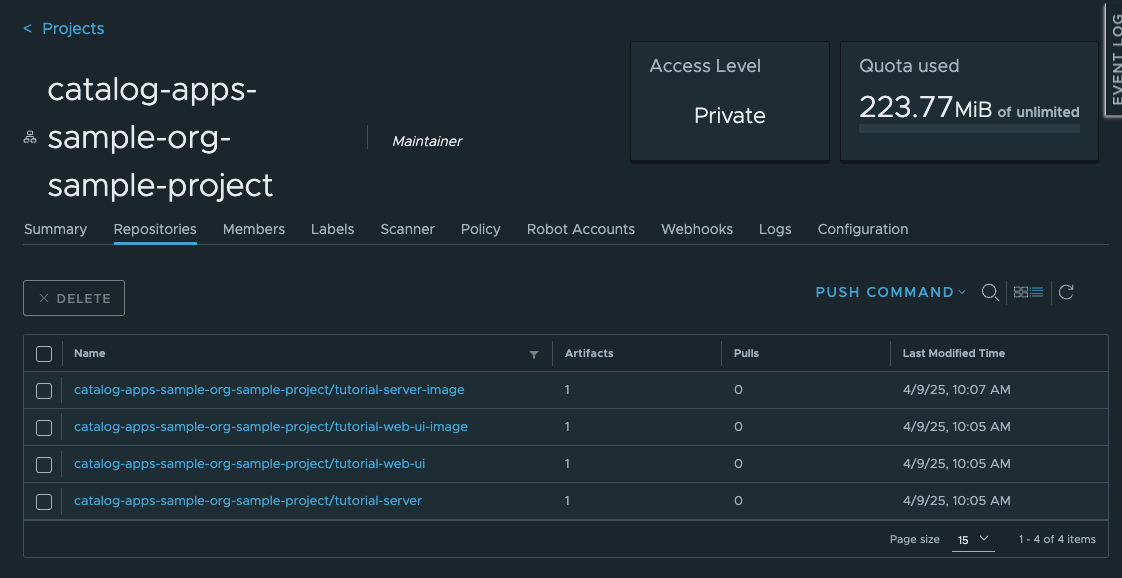 < Projects
catalog-apps-
sample-org-
sample-project
Maintainer
Access Level
Private
Quota used
223.77MiB of unlimited
EVENT LOG
Summary Repositories Members Labels Scanner Policy Robot Accounts Webhooks Logs Configuration
DELETE
PUSH COMMAND
Name Artifacts Pulls Last Modified Time
catalog-apps-sample-org-sample-project/tutorial-server-image 1 0 4/9/25, 10:07 AM
catalog-apps-sample-org-sample-project/tutorial-web-ui-image 1 0 4/9/25, 10:05 AM
catalog-apps-sample-org-sample-project/tutorial-web-ui 1 0 4/9/25, 10:05 AM
catalog-apps-sample-org-sample-project/tutorial-server 1 0 4/9/25, 10:05 AM
Page size 15 1 - 4 of 4 items